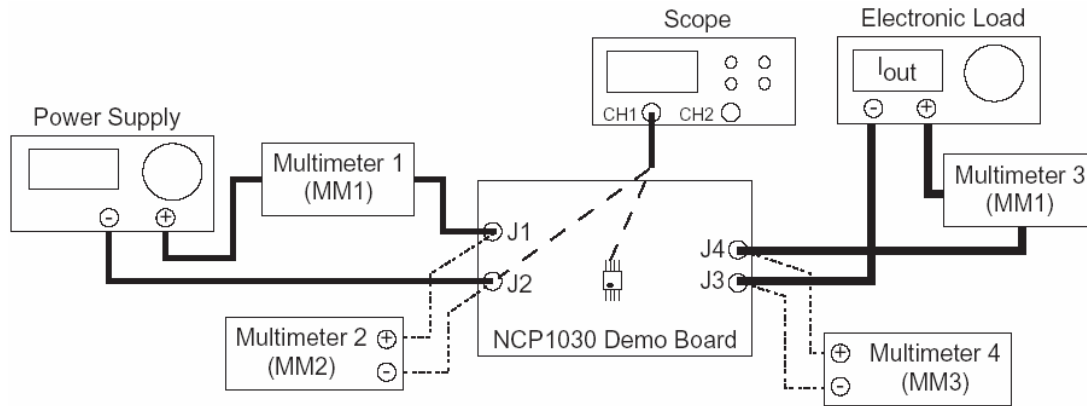 Scope
Electronic Load
Iout
- +
CH1 CH2
Power Supply
- +
Multimeter 1
(MM1)
Multimeter 3
(MM1)
J1
J2
J4
J3
NCP1030 Demo Board
Multimeter 2 +
(MM2) -
+ Multimeter 4
- (MM3)